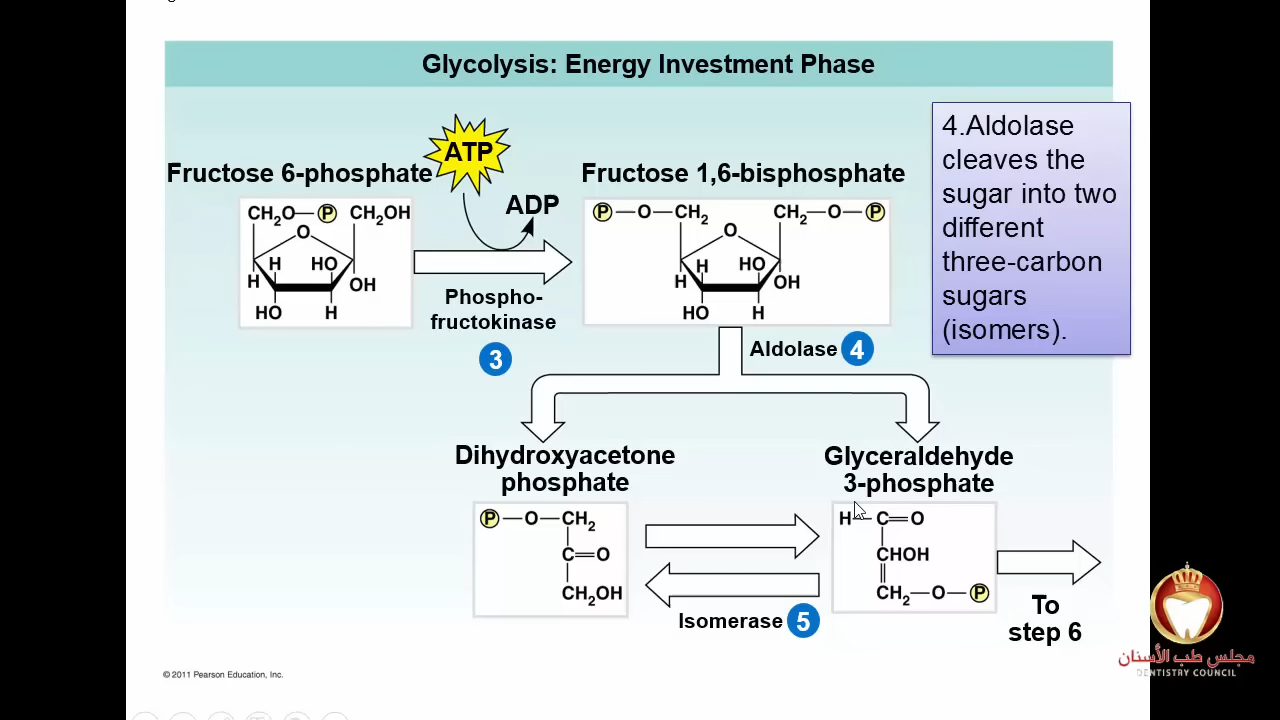 Glycolysis: Energy Investment Phase
ATP
Fructose 6-phosphate
Fructose 1,6-bisphosphate
ADP
CH2O—P CH2OH
O
H HO
H OH
HO H
P—O—CH2 CH2—O—P
O
H HO
H OH
HO H
Phospho-
fructokinase
3
Aldolase 4
4.Aldolase
cleaves the
sugar into two
different
three-carbon
sugars
(isomers).
Dihydroxyacetone
phosphate
Glyceraldehyde
3-phosphate
P—O—CH2
C=O
CH2OH
H—C=O
CHOH
CH2—O—P
Isomerase 5
To
step 6
مجلس طب الأسنان
DENTISTRY COUNCIL
© 2011 Pearson Education, Inc.